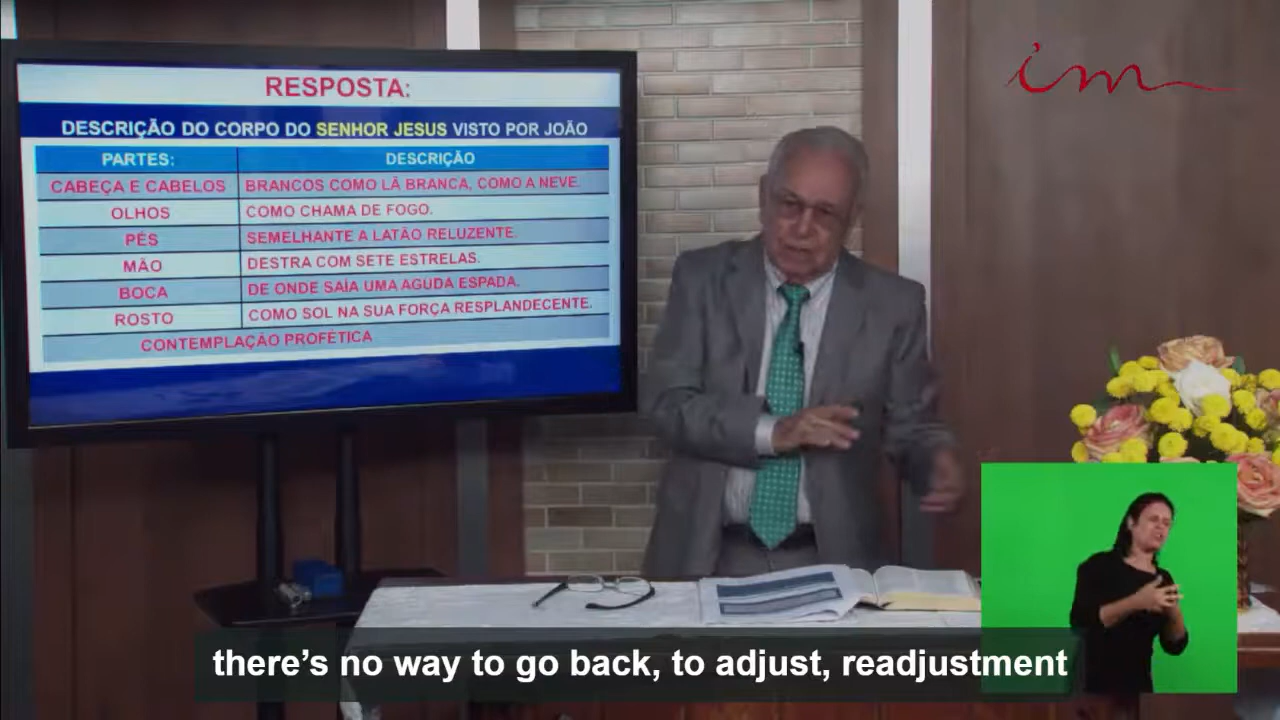 RESPOSTA:
DESCRIÇÃO DO CORPO DO SENHOR JESUS VISTO POR JOÃO
PARTES: DESCRIÇÃO
CABEÇA E CABELOS BRANCOS COMO LÃ BRANCA, COMO A NEVE.
OLHOS COMO CHAMA DE FOGO.
PÉS SEMELHANTE A LATÃO RELUZENTE
MÃO DESTRA COM SETE ESTRELAS.
BOCA DE ONDE SAÍA UMA AGUDA ESPADA.
ROSTO COMO SOL NA SUA FORÇA RESPLANDECENTE.
CONTEMPLAÇÃO PROFÉTICA
im
there's no way to go back, to adjust, readjustment